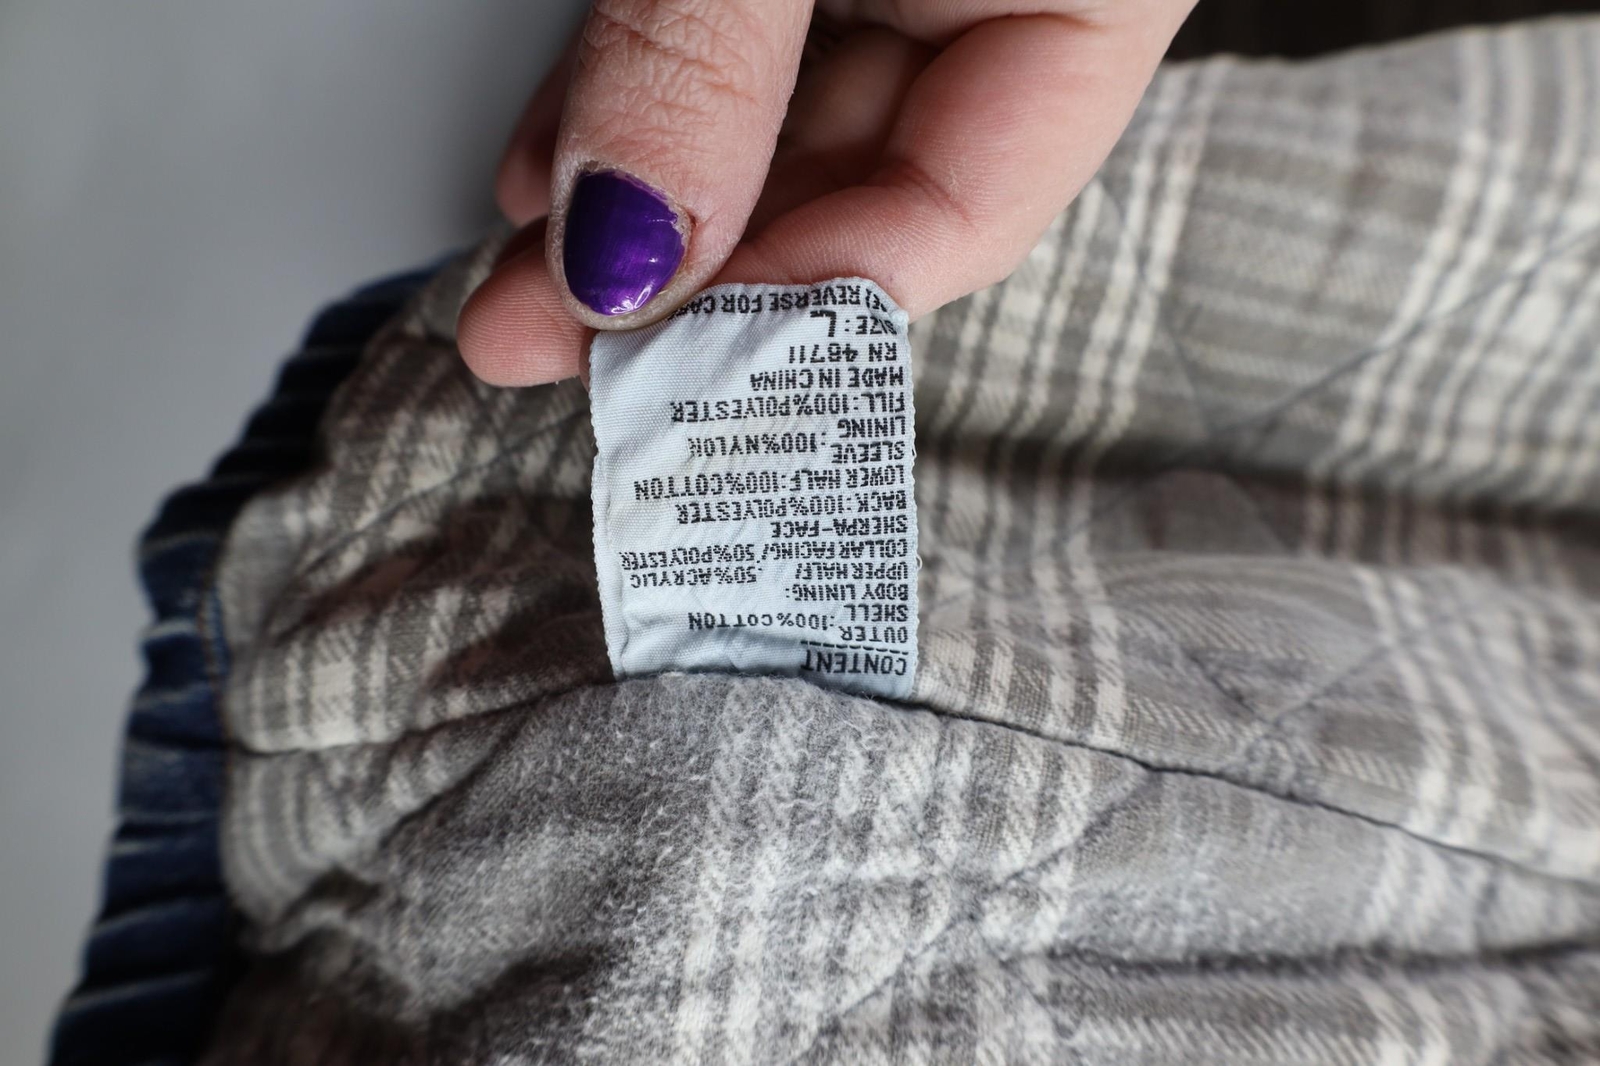 CONTENT
OUTER
SHELL :100%COTTON
BODY LINING:
UPPER HALF/ 50%ACRYLIC
COLLAR FACING/ 50%POLYESTER
SHERPA-FACE
BACK:100%POLYESTER
LOWER HALF:100%COTTON
SLEEVE
LINING :100%NYLON
FILL:100%POLYESTER
MADE IN CHINA
RN 48711
SIZE: L
REVERSE FOR